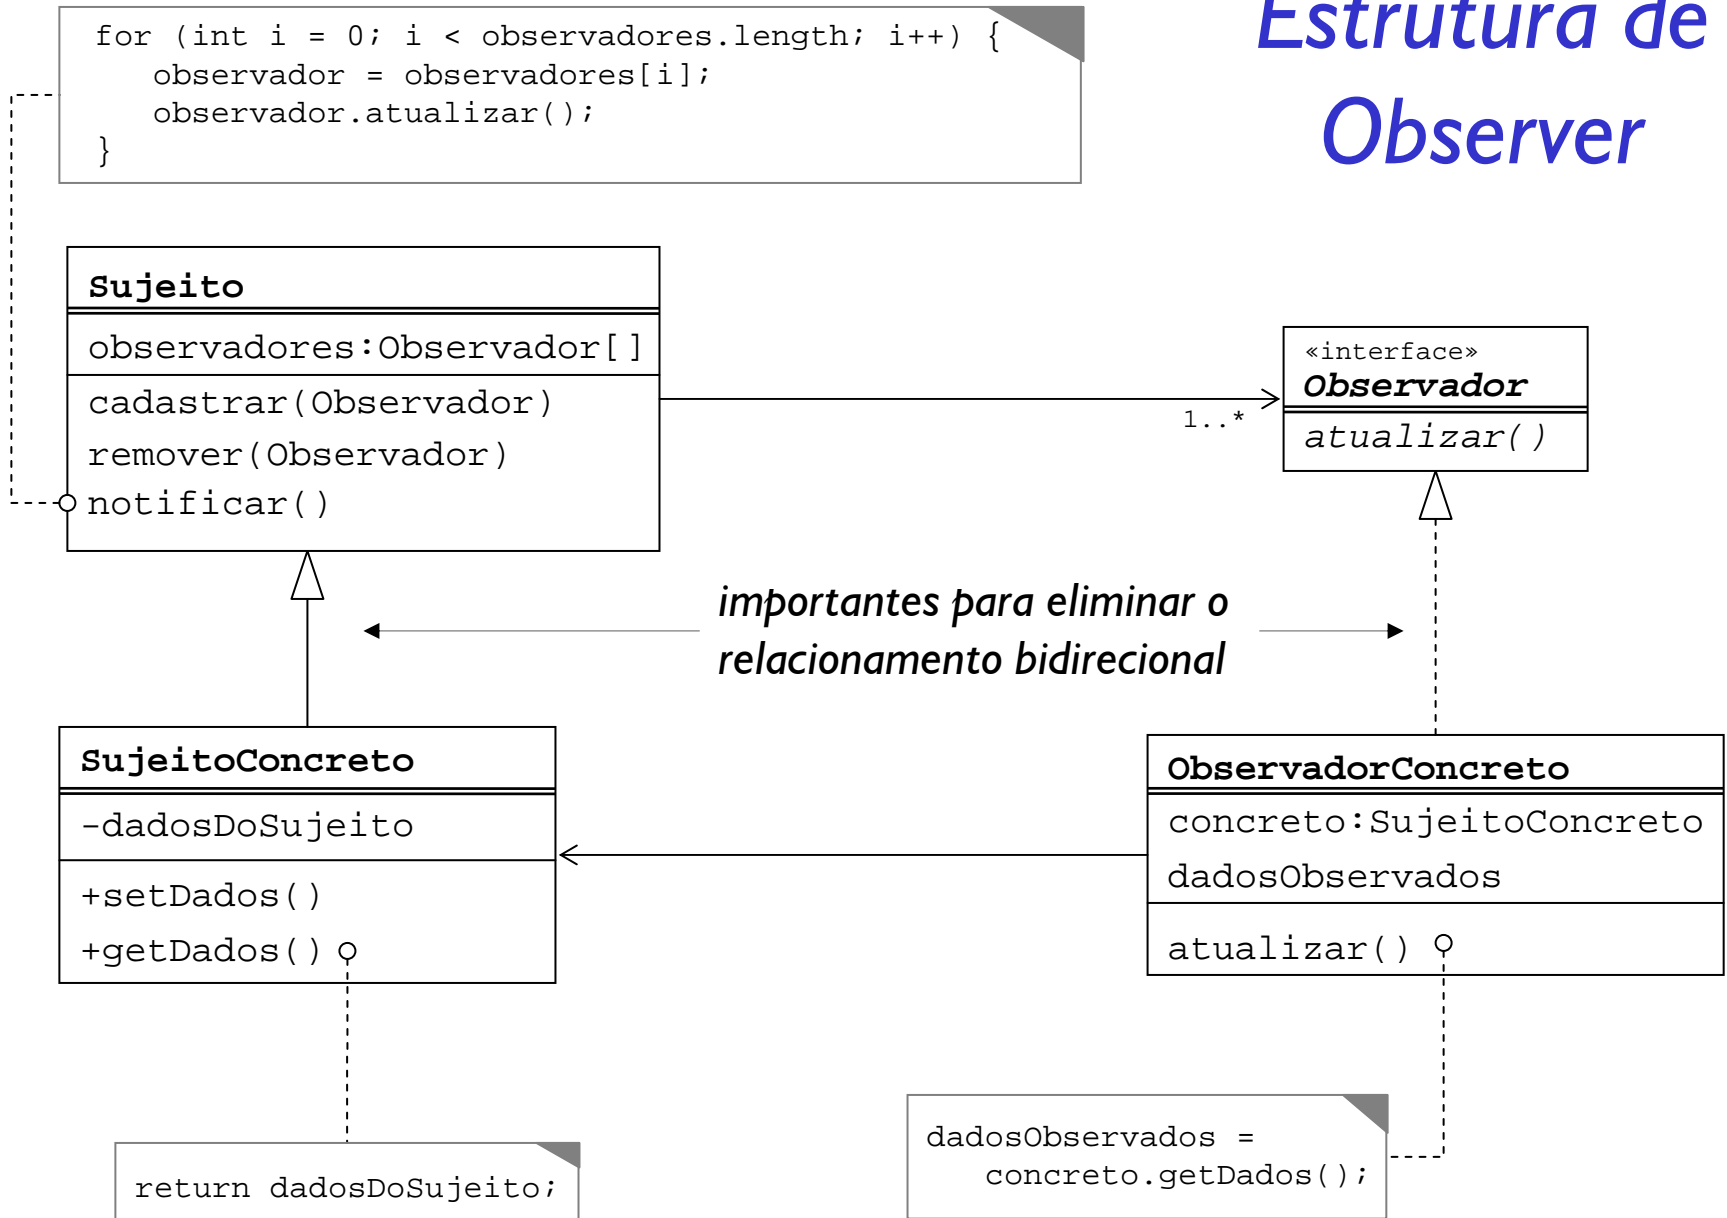 Estrutura de
Observer
for (int i = 0; i < observadores.length; i++) {
observador = observadores[i];
observador.atualizar();
}
Sujeito
observadores:Observador[]
cadastrar(Observador)
remover(Observador)
notificar()
«interface»
Observador
atualizar()
1..*
importantes para eliminar o
relacionamento bidirecional
SujeitoConcreto
-dadosDoSujeito
+setDados()
+getDados()
ObservadorConcreto
concreto:SujeitoConcreto
dadosObservados
atualizar()
return dadosDoSujeito;
dadosObservados =
concreto.getDados();